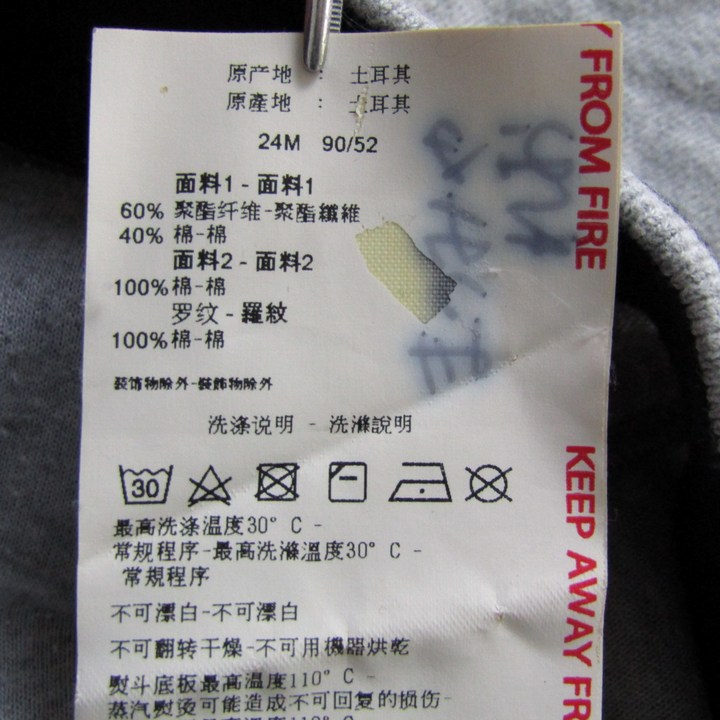 原产地 : 土耳其
原產地 : 土耳其
24M 90/52
面料1 - 面料1
60% 聚酯纤维-聚酯纖維
40% 棉-棉
面料2 - 面料2
100% 棉-棉
罗纹 - 羅紋
100% 棉-棉
装饰物除外-裝飾物除外
洗涤说明 - 洗滌說明
30
最高洗涤温度30° C -
常规程序-最高洗滌溫度30° C -
常規程序
不可漂白-不可漂白
不可翻转干燥-不可用機器烘乾
熨斗底板最高温度110° C -
蒸汽熨烫可能造成不可回复的损伤-
KEEP AWAY FR
Y FROM FIRE